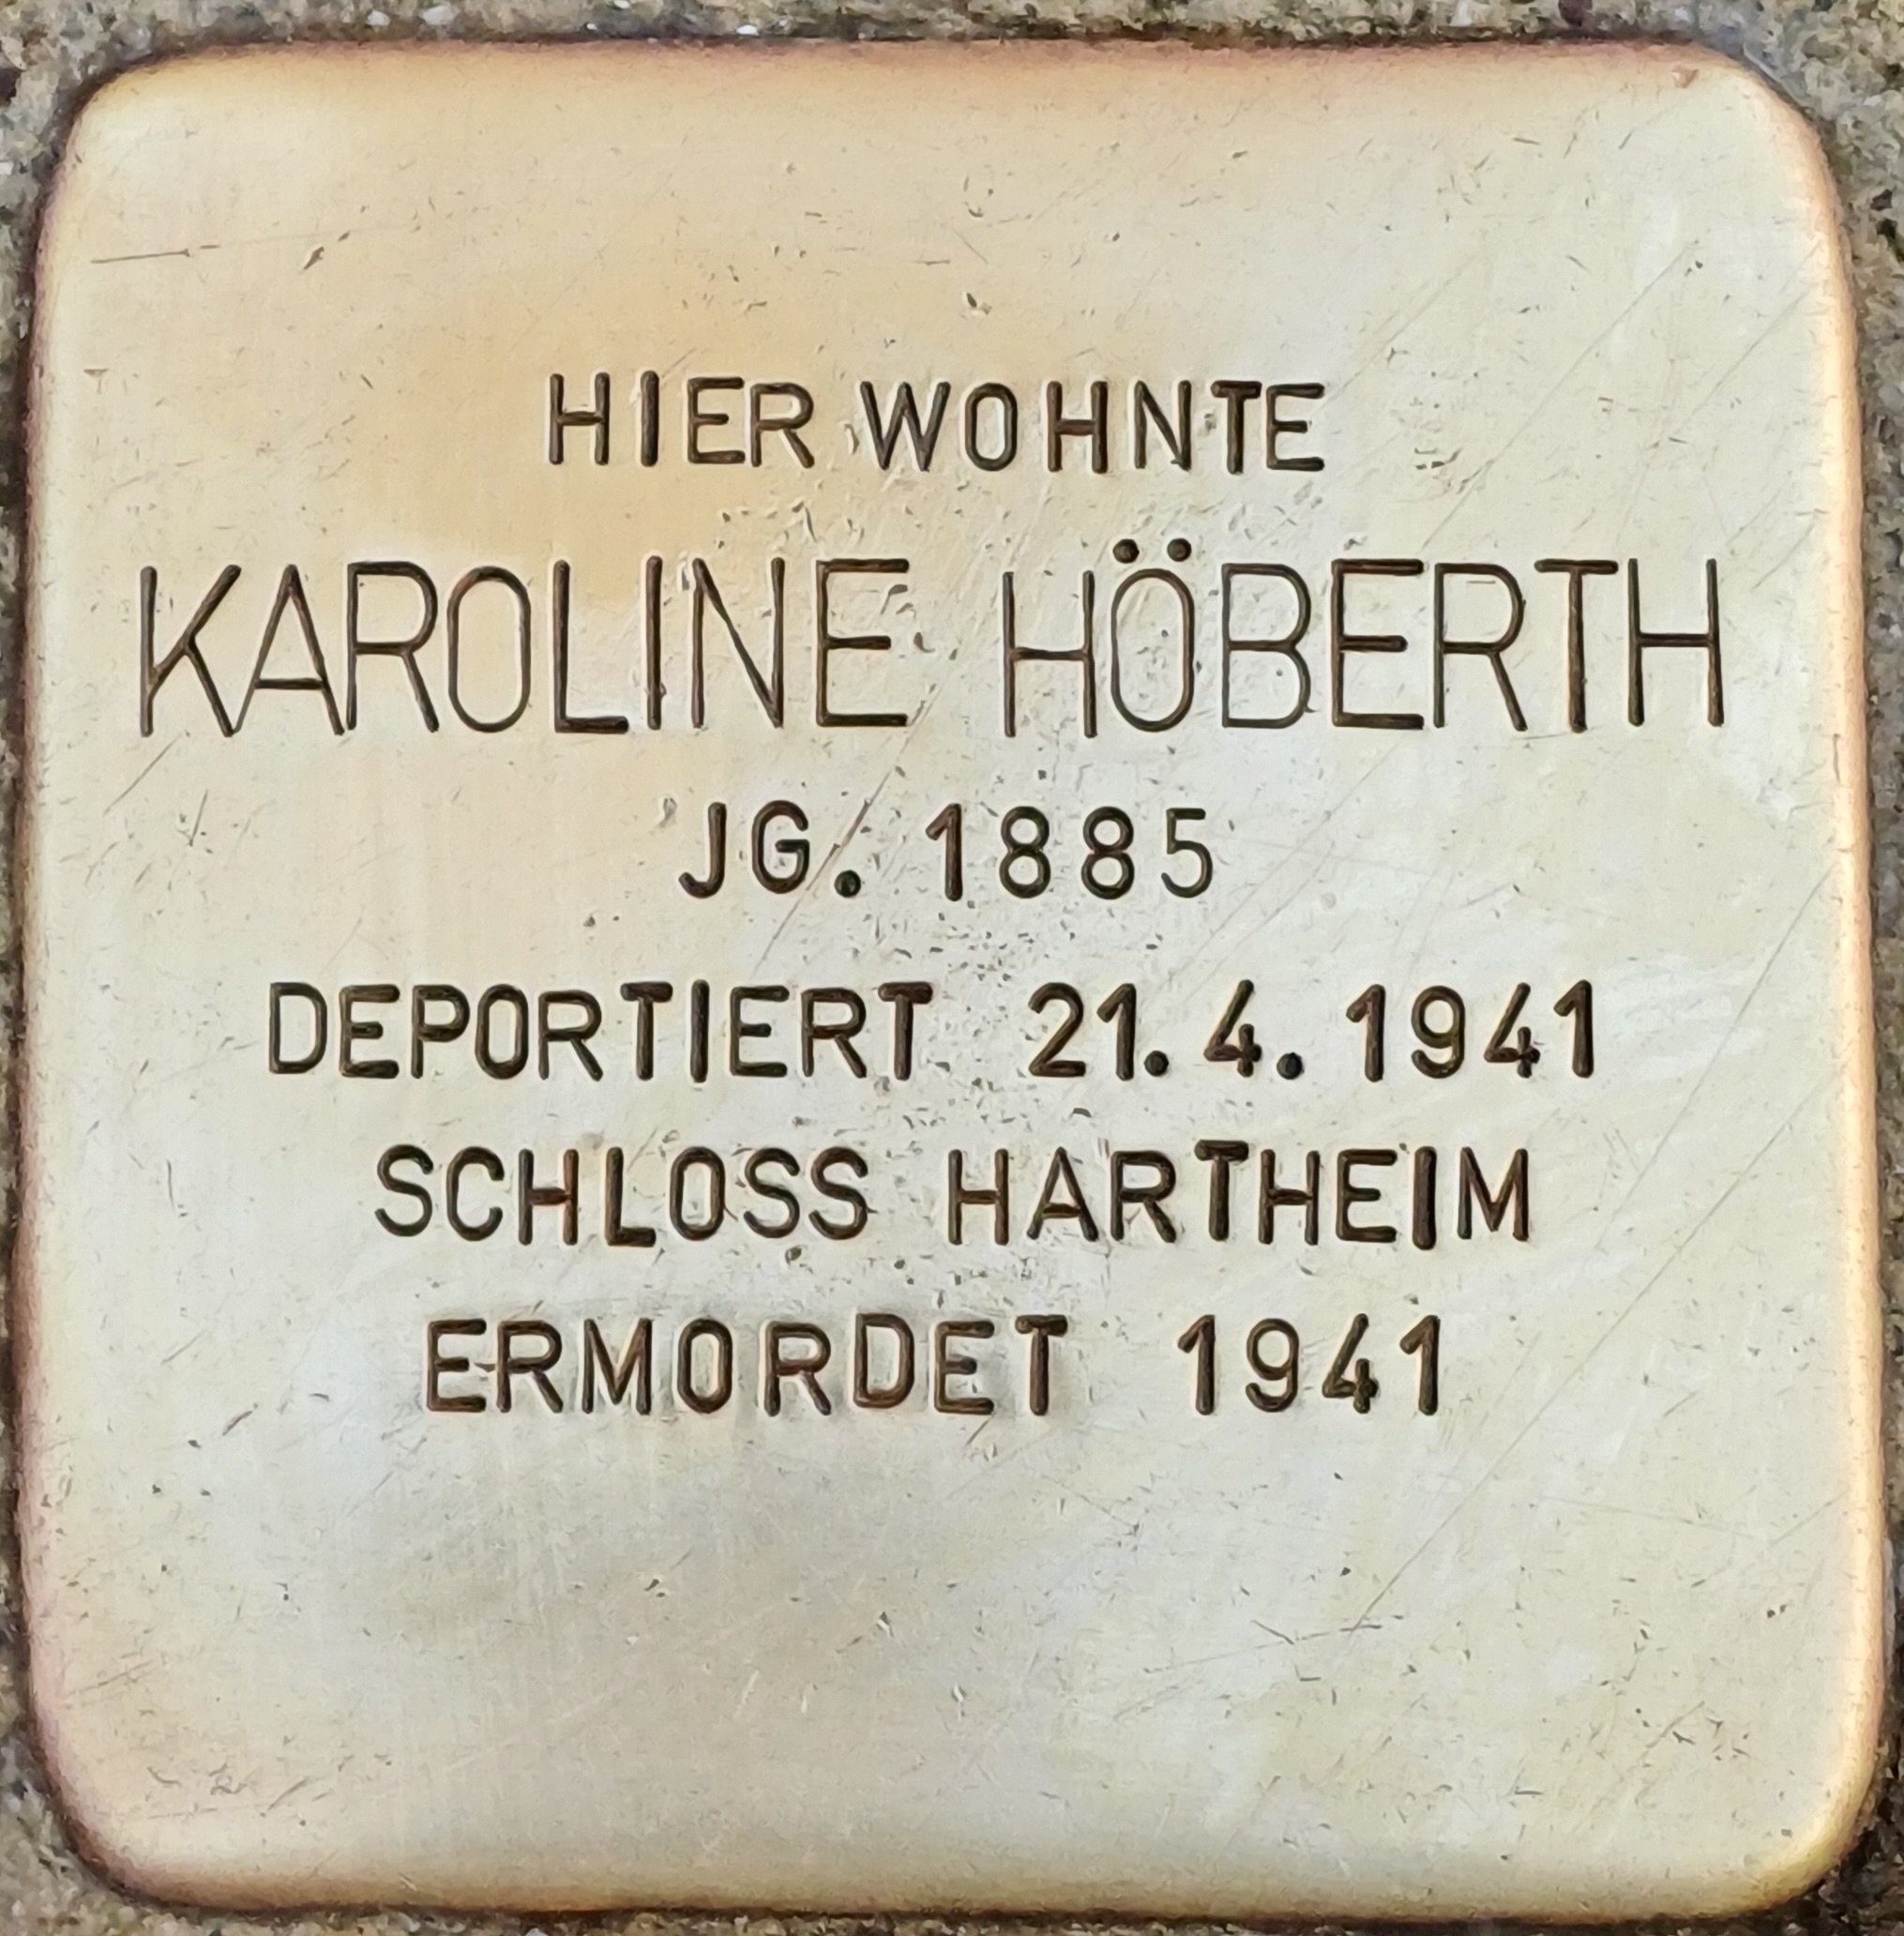 HIER WOHNTE
KAROLINE HÖBERTH
JG. 1885
DEPORTIERT 21.4.1941
SCHLOSS HARTHEIM
ERMORDET 1941